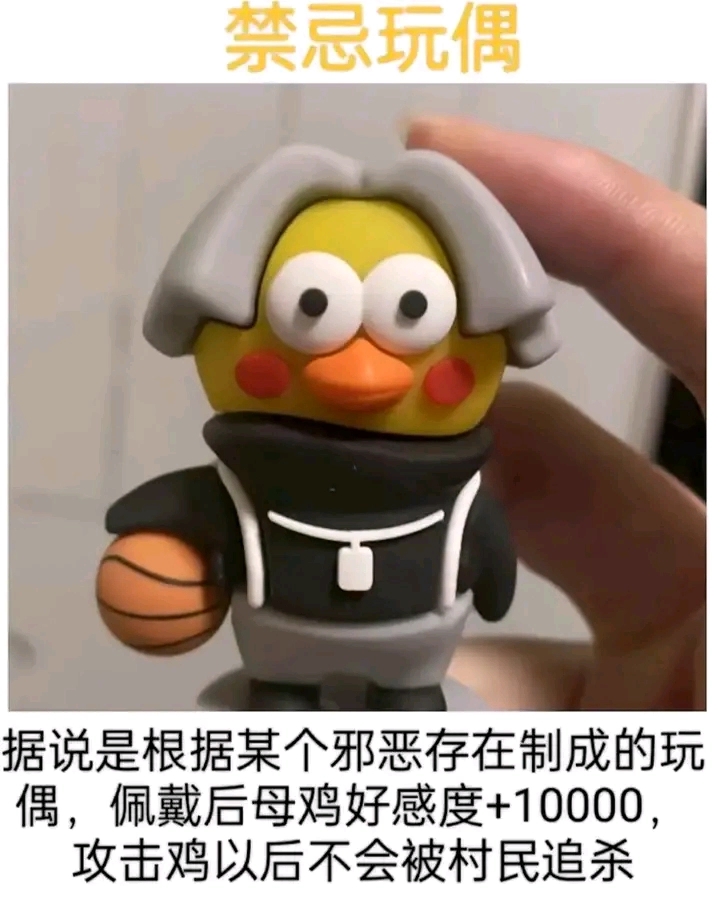 禁忌玩偶
据说是根据某个邪恶存在制成的玩
偶，佩戴后母鸡好感度+10000，
攻击鸡以后不会被村民追杀